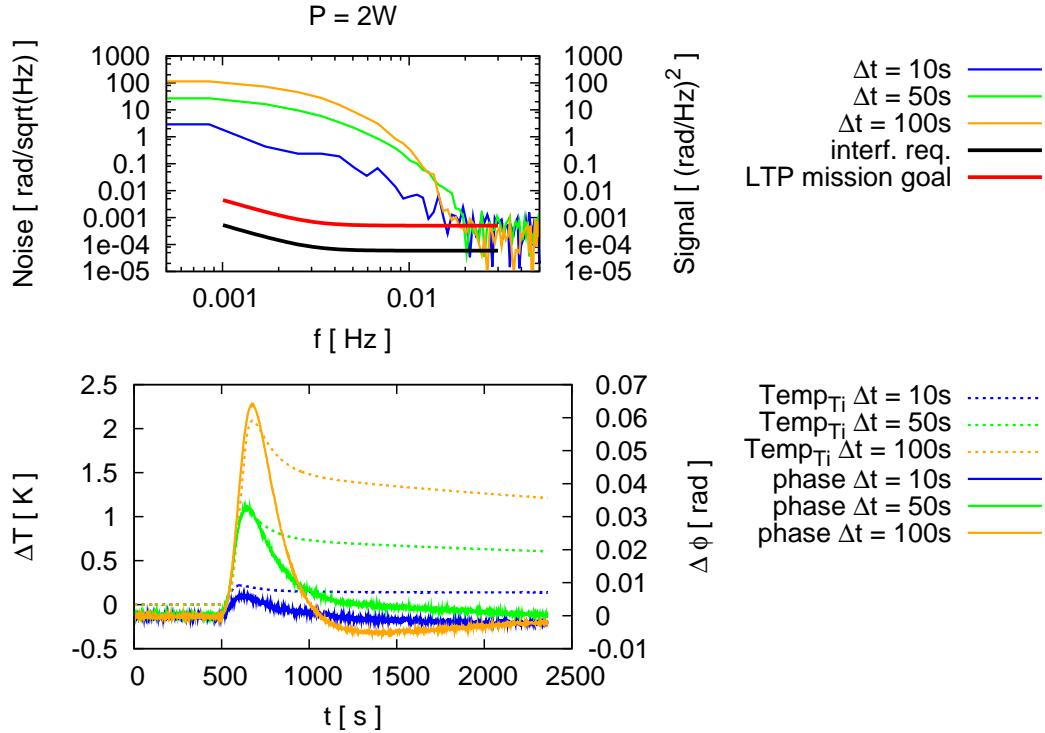 P = 2W
Noise [ rad/sqrt(Hz) ]
1000
100
10
1
0.1
0.01
0.001
1e-04
1e-05
1000
100
10
1
0.1
0.01
0.001
1e-04
1e-05
Signal [ (rad/Hz)² ]
0.001 0.01
f [ Hz ]
Δt = 10s
Δt = 50s
Δt = 100s
interf. req.
LTP mission goal
ΔT [ K ]
2.5
2
1.5
1
0.5
0
-0.5
0.07
0.06
0.05
0.04
0.03
0.02
0.01
0
-0.01
Δ ϕ [ rad ]
0 500 1000 1500 2000 2500
t [ s ]
Temp_Ti Δt = 10s
Temp_Ti Δt = 50s
Temp_Ti Δt = 100s
phase Δt = 10s
phase Δt = 50s
phase Δt = 100s